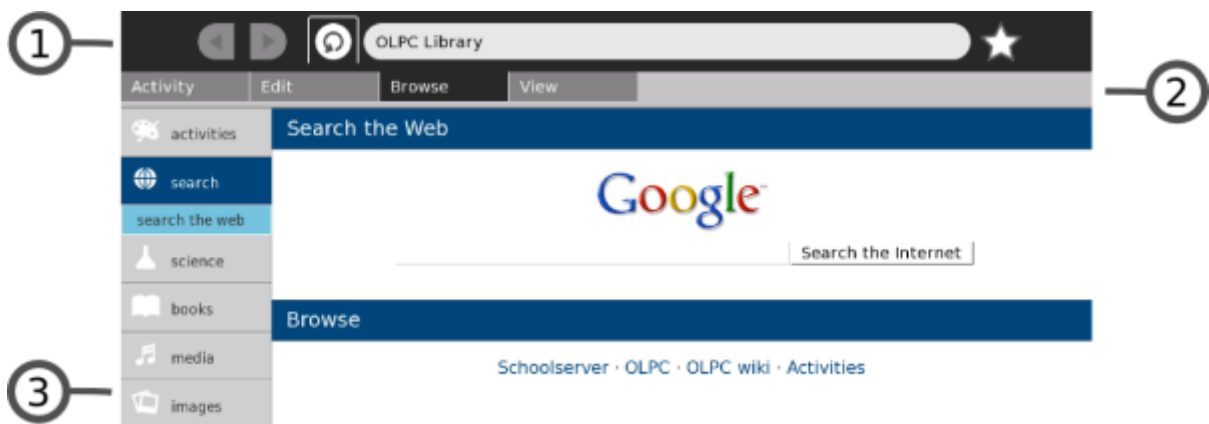 1
OLPC Library
Activity Edit Browse View
2
activities
search
search the web
science
books
media
images
3
Search the Web
Google™
Search the Internet
Browse
Schoolserver · OLPC · OLPC wiki · Activities